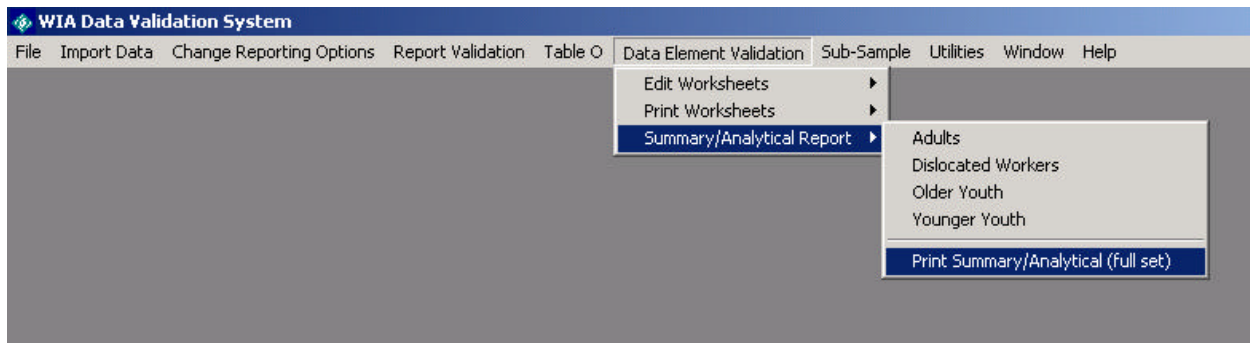 WIA Data Validation System
File Import Data Change Reporting Options Report Validation Table O Data Element Validation Sub-Sample Utilities Window Help
Edit Worksheets
Print Worksheets
Summary/Analytical Report
Adults
Dislocated Workers
Older Youth
Younger Youth
Print Summary/Analytical (full set)